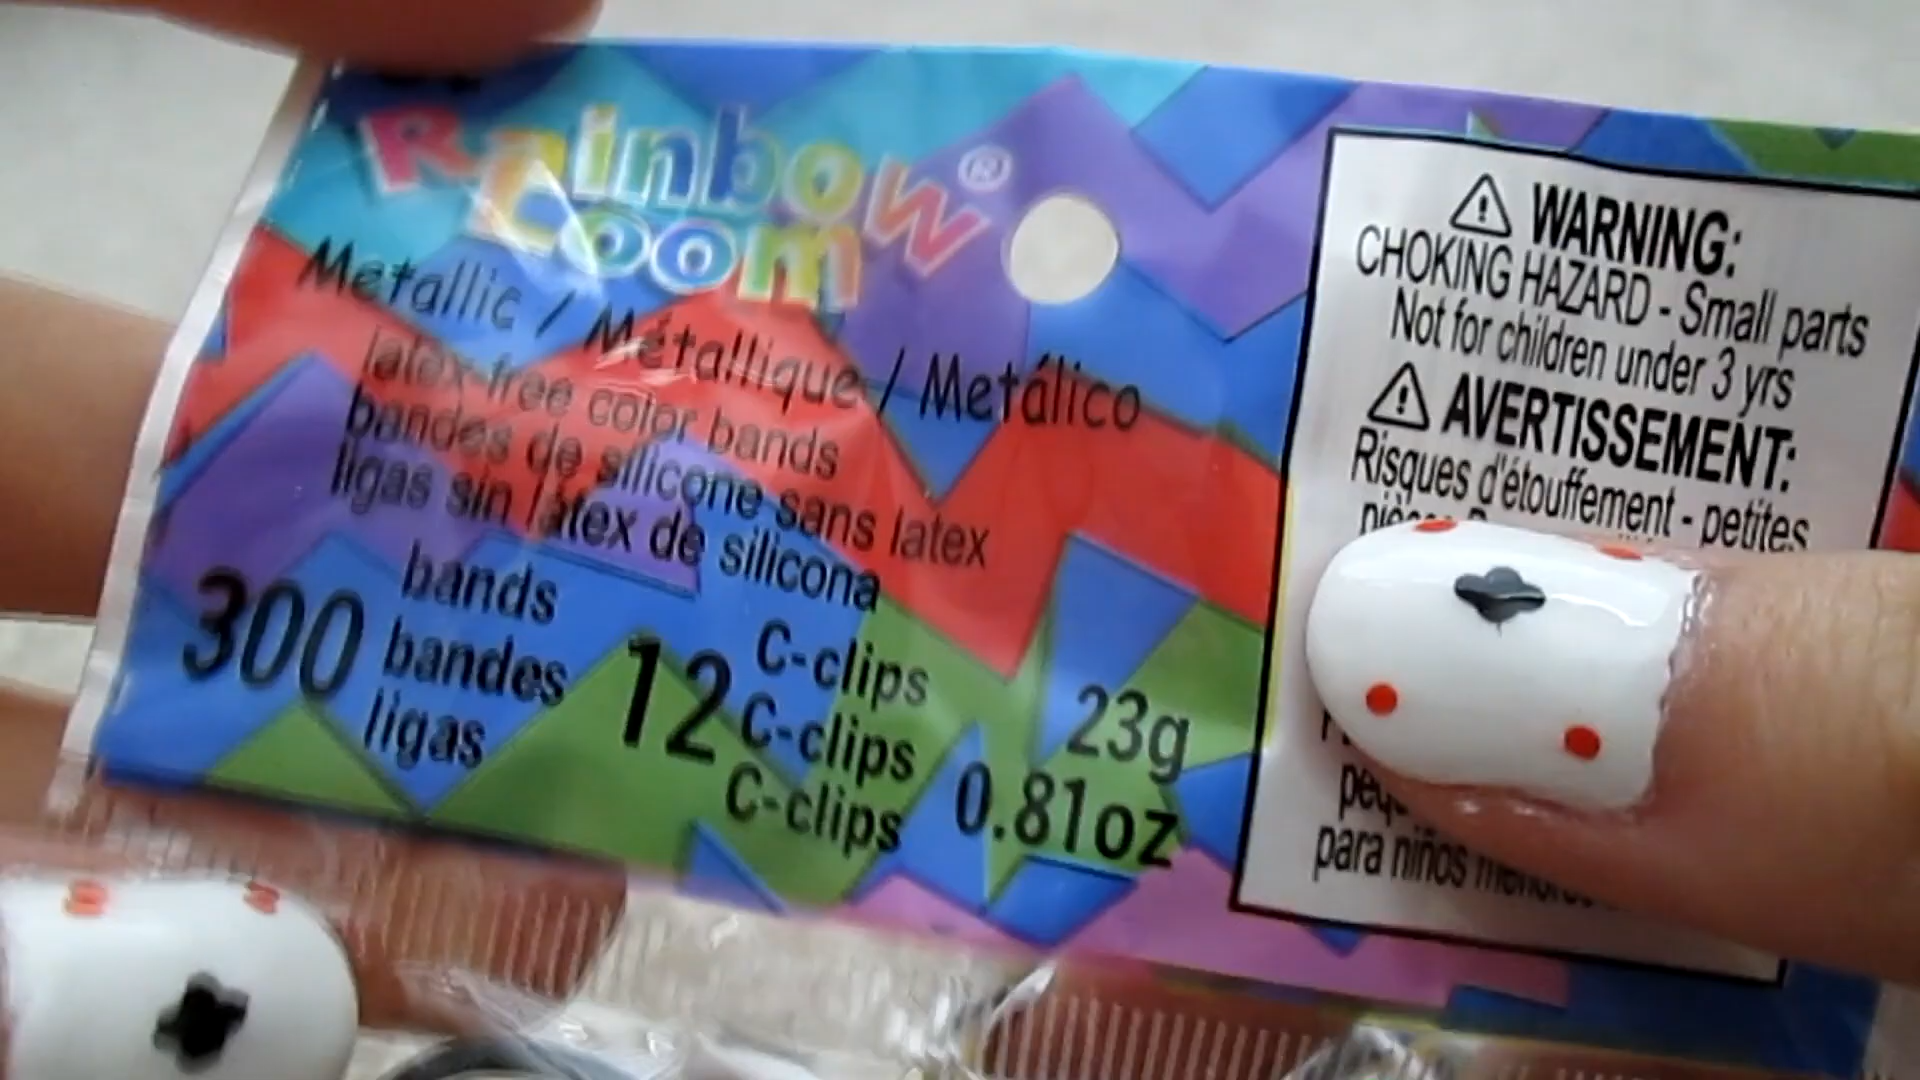 Rainbow®
Loom
Metallic / Métallique / Metálico
latex-free color bands
bandes de silicone sans latex
ligas sin látex de silicona
300 bands
bandes
ligas
12 C-clips
C-clips
C-clips
23g
0.81oz
⚠ WARNING:
CHOKING HAZARD - Small parts
Not for children under 3 yrs
⚠ AVERTISSEMENT:
Risques d'étouffement - petites
para niños